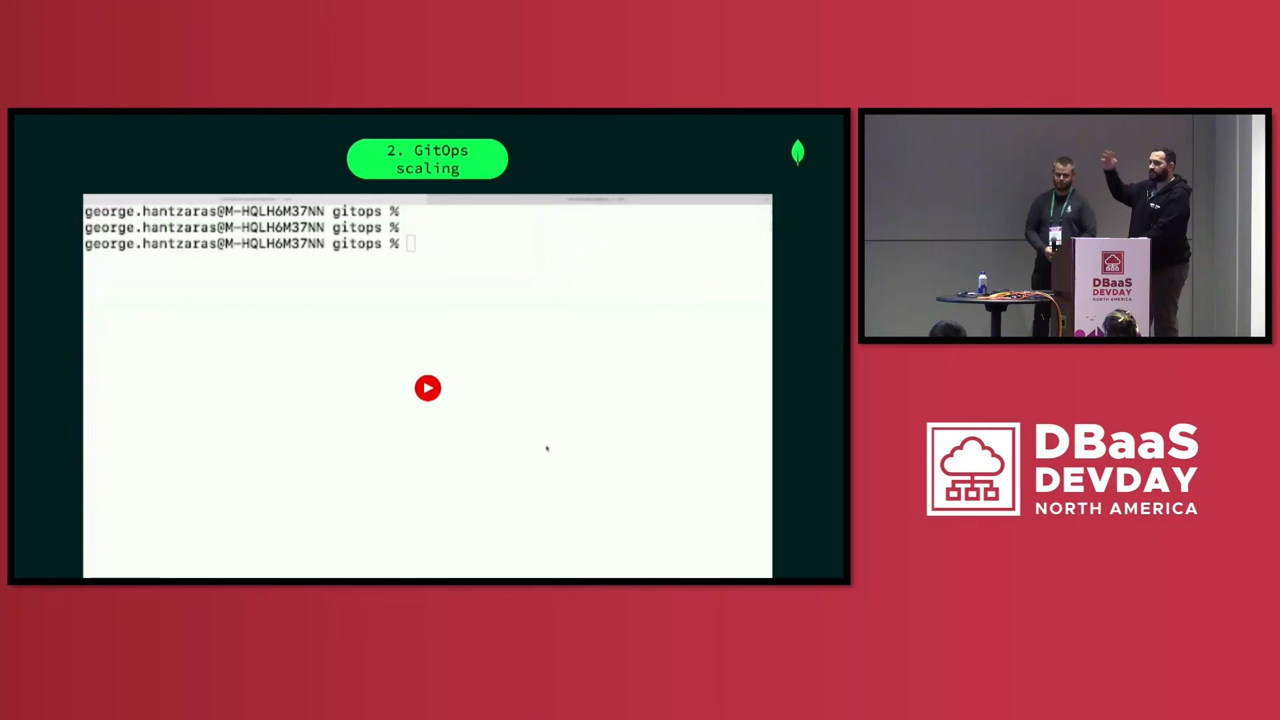 2. GitOps
scaling
george.hantzaras@M-HQLH6M37NN gitops %
george.hantzaras@M-HQLH6M37NN gitops %
george.hantzaras@M-HQLH6M37NN gitops %
DBaaS
DEVDAY
NORTH AMERICA
DBaaS
DEVDAY
NORTH AMERICA